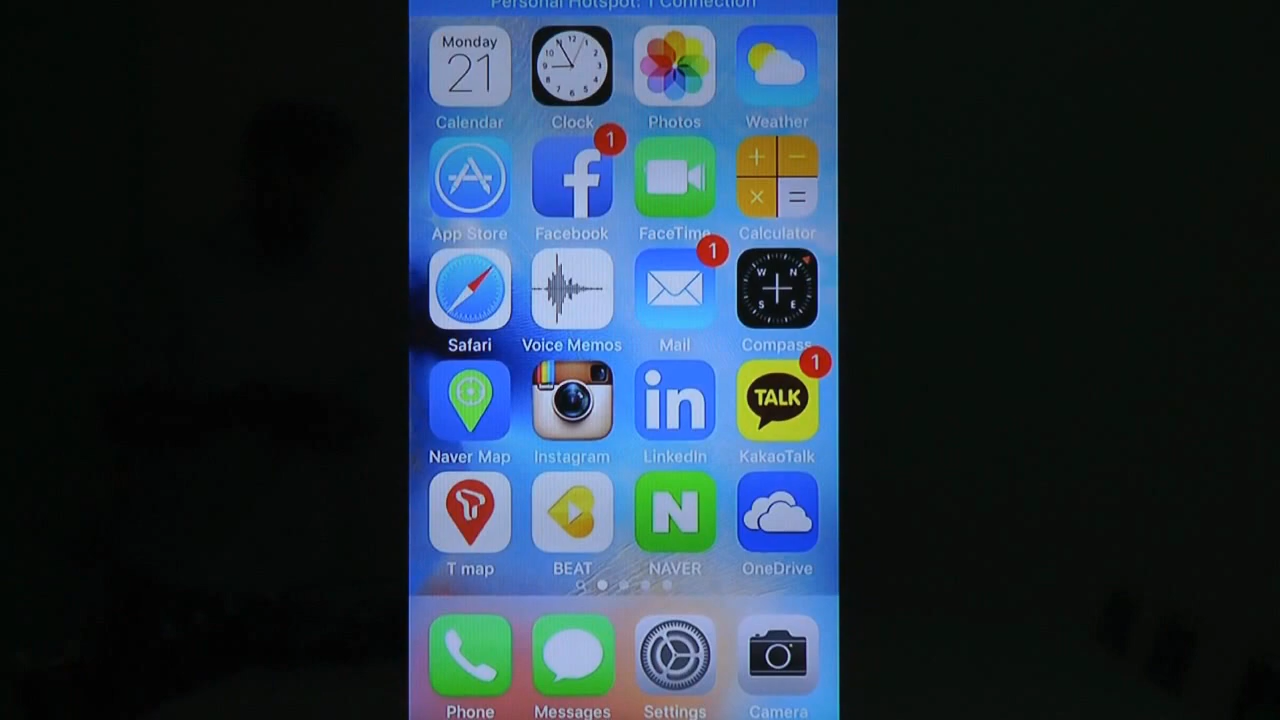 Personal Hotspot: 1 Connection
Monday
21
Calendar Clock Photos Weather
1
App Store Facebook FaceTime Calculator
1
W N
S E
Safari Voice Memos Mail Compass
1
in TALK
Naver Map Instagram LinkedIn KakaoTalk
N
T map BEAT NAVER OneDrive
Phone Messages Settings Camera